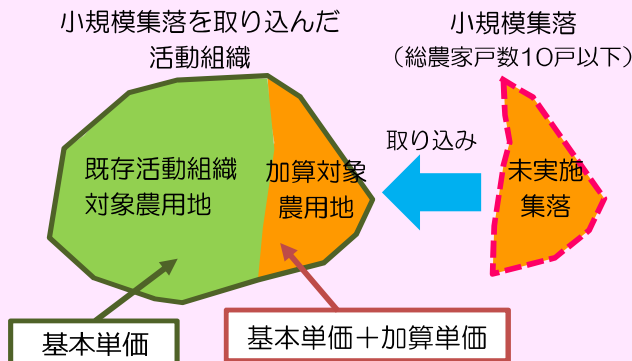 小規模集落を取り込んだ
活動組織
小規模集落
（総農家戸数10戸以下）
既存活動組織
対象農用地
加算対象
農用地
取り込み
未実施
集落
基本単価
基本単価＋加算単価